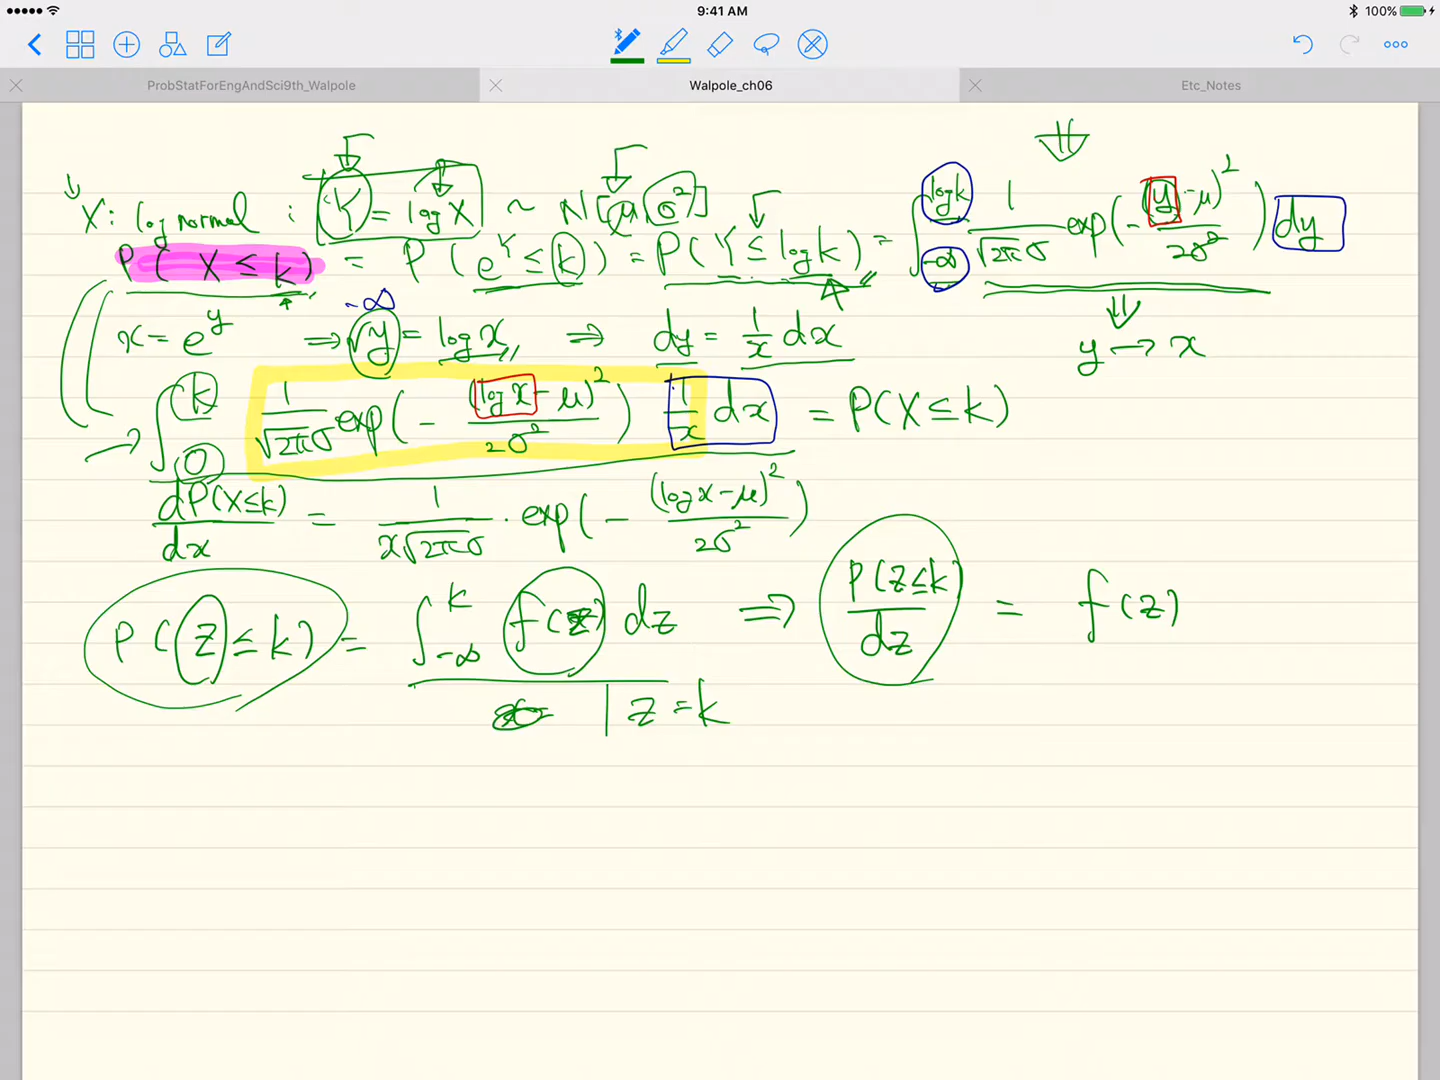 9:41 AM
100%
ProbStatForEngAndSci9th_Walpole
Walpole_ch06
Etc_Notes
X : log normal : Y = log X ~ N[μ, σ²]
P( X ≤ k ) = P( e^Y ≤ k ) = P( Y ≤ log k ) = ∫_{-∞}^{log k} 1/(√2π σ) exp( - (y-μ)²/2σ² ) dy
-∞
x = e^y ⇒ y = log x ⇒ dy = 1/x dx
y → x
∫_0^k 1/(√2π σ) exp( - (log x - μ)²/2σ² ) 1/x dx = P(X ≤ k)
dP(X≤k)/dx = 1/(x√2π σ) · exp( - (log x - μ)²/2σ² )
P( z ≤ k ) = ∫_{-∞}^k f(z) dz ⇒ P(z≤k)/dz = f(z)
| z = k